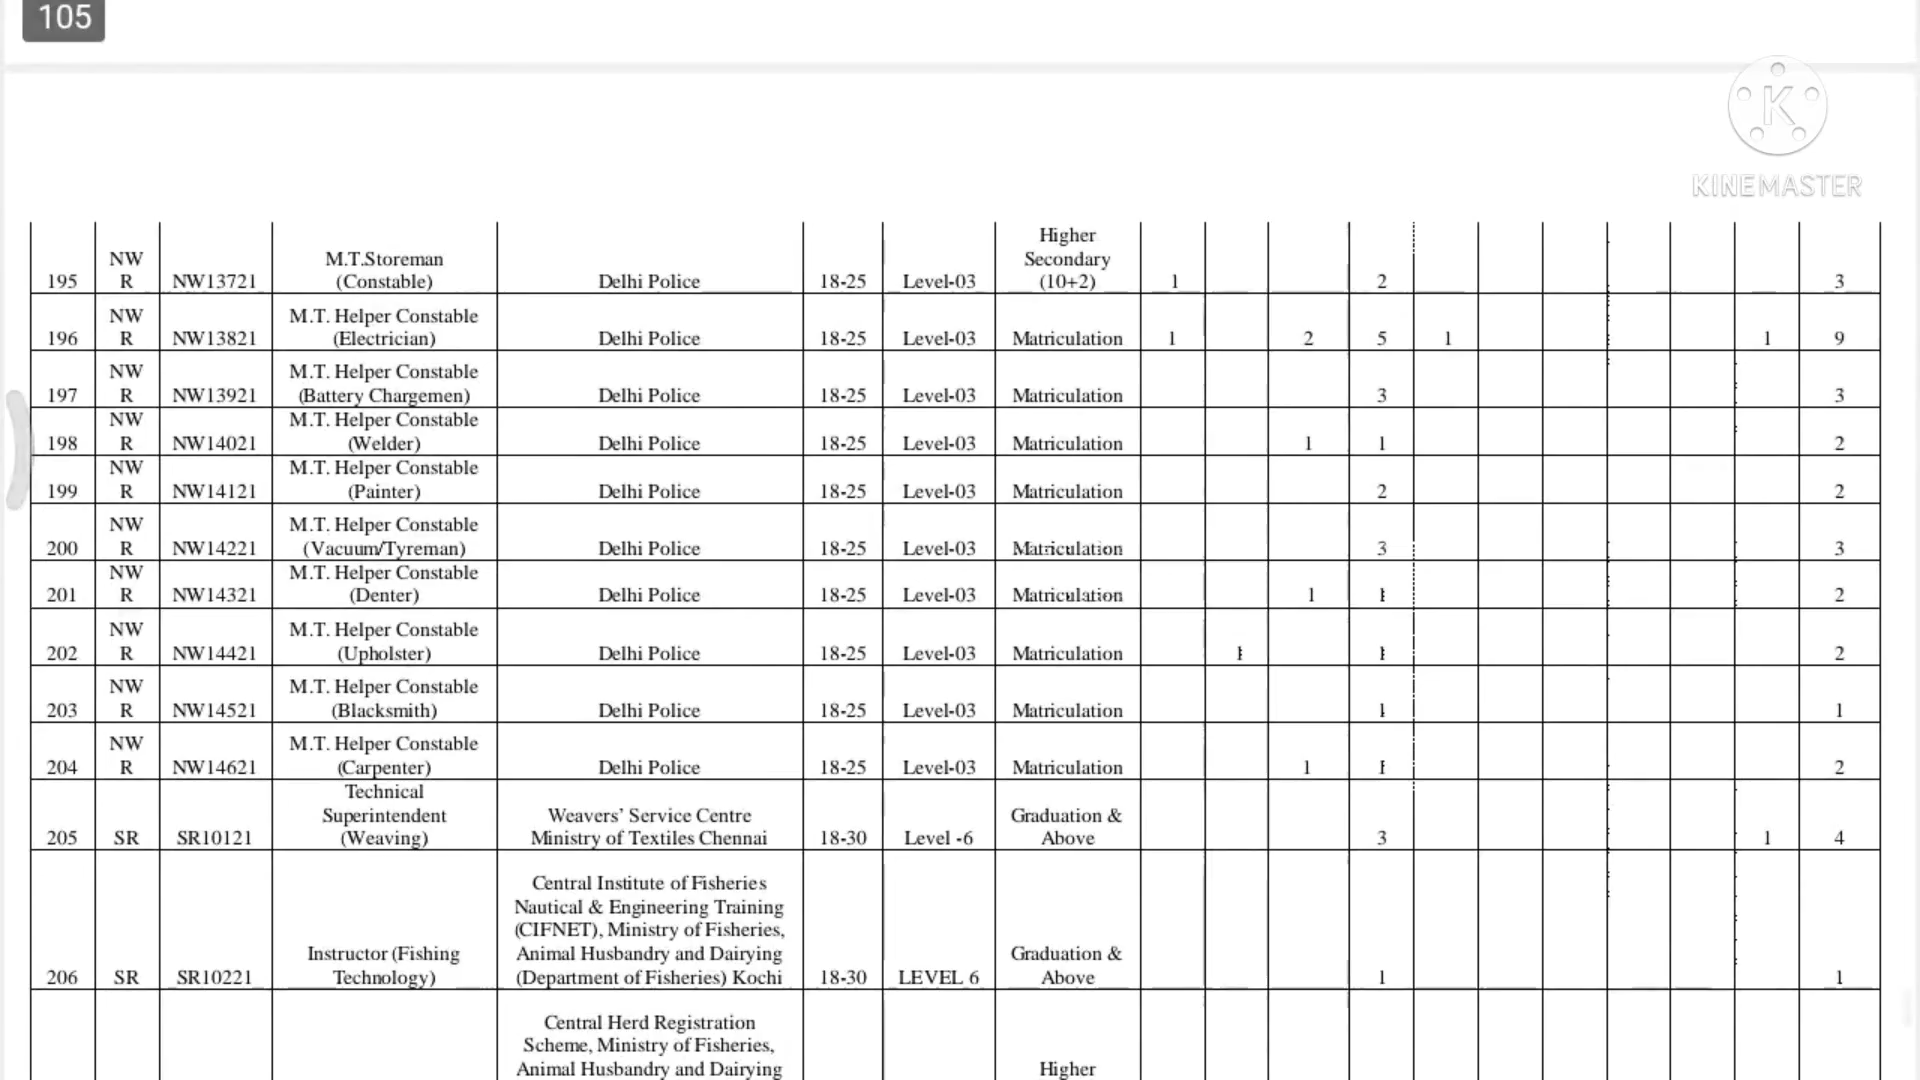 105
KINEMASTER
195 NW R NW13721 M.T.Storeman (Constable) Delhi Police 18-25 Level-03 Higher Secondary (10+2) 1 2 3
196 NW R NW13821 M.T. Helper Constable (Electrician) Delhi Police 18-25 Level-03 Matriculation 1 2 5 1 1 9
197 NW R NW13921 M.T. Helper Constable (Battery Chargemen) Delhi Police 18-25 Level-03 Matriculation 3 3
198 NW R NW14021 M.T. Helper Constable (Welder) Delhi Police 18-25 Level-03 Matriculation 1 1 2
199 NW R NW14121 M.T. Helper Constable (Painter) Delhi Police 18-25 Level-03 Matriculation 2 2
200 NW R NW14221 M.T. Helper Constable (Vacuum/Tyreman) Delhi Police 18-25 Level-03 Matriculation 3 3
201 NW R NW14321 M.T. Helper Constable (Denter) Delhi Police 18-25 Level-03 Matriculation 1 1 2
202 NW R NW14421 M.T. Helper Constable (Upholster) Delhi Police 18-25 Level-03 Matriculation 1 1 2
203 NW R NW14521 M.T. Helper Constable (Blacksmith) Delhi Police 18-25 Level-03 Matriculation 1 1
204 NW R NW14621 M.T. Helper Constable (Carpenter) Delhi Police 18-25 Level-03 Matriculation 1 1 2
205 SR SR10121 Technical Superintendent (Weaving) Weavers’ Service Centre Ministry of Textiles Chennai 18-30 Level -6 Graduation & Above 3 1 4
206 SR SR10221 Instructor (Fishing Technology) Central Institute of Fisheries Nautical & Engineering Training (CIFNET), Ministry of Fisheries, Animal Husbandry and Dairying (Department of Fisheries) Kochi 18-30 LEVEL 6 Graduation & Above 1 1
Central Herd Registration Scheme, Ministry of Fisheries, Animal Husbandry and Dairying Higher